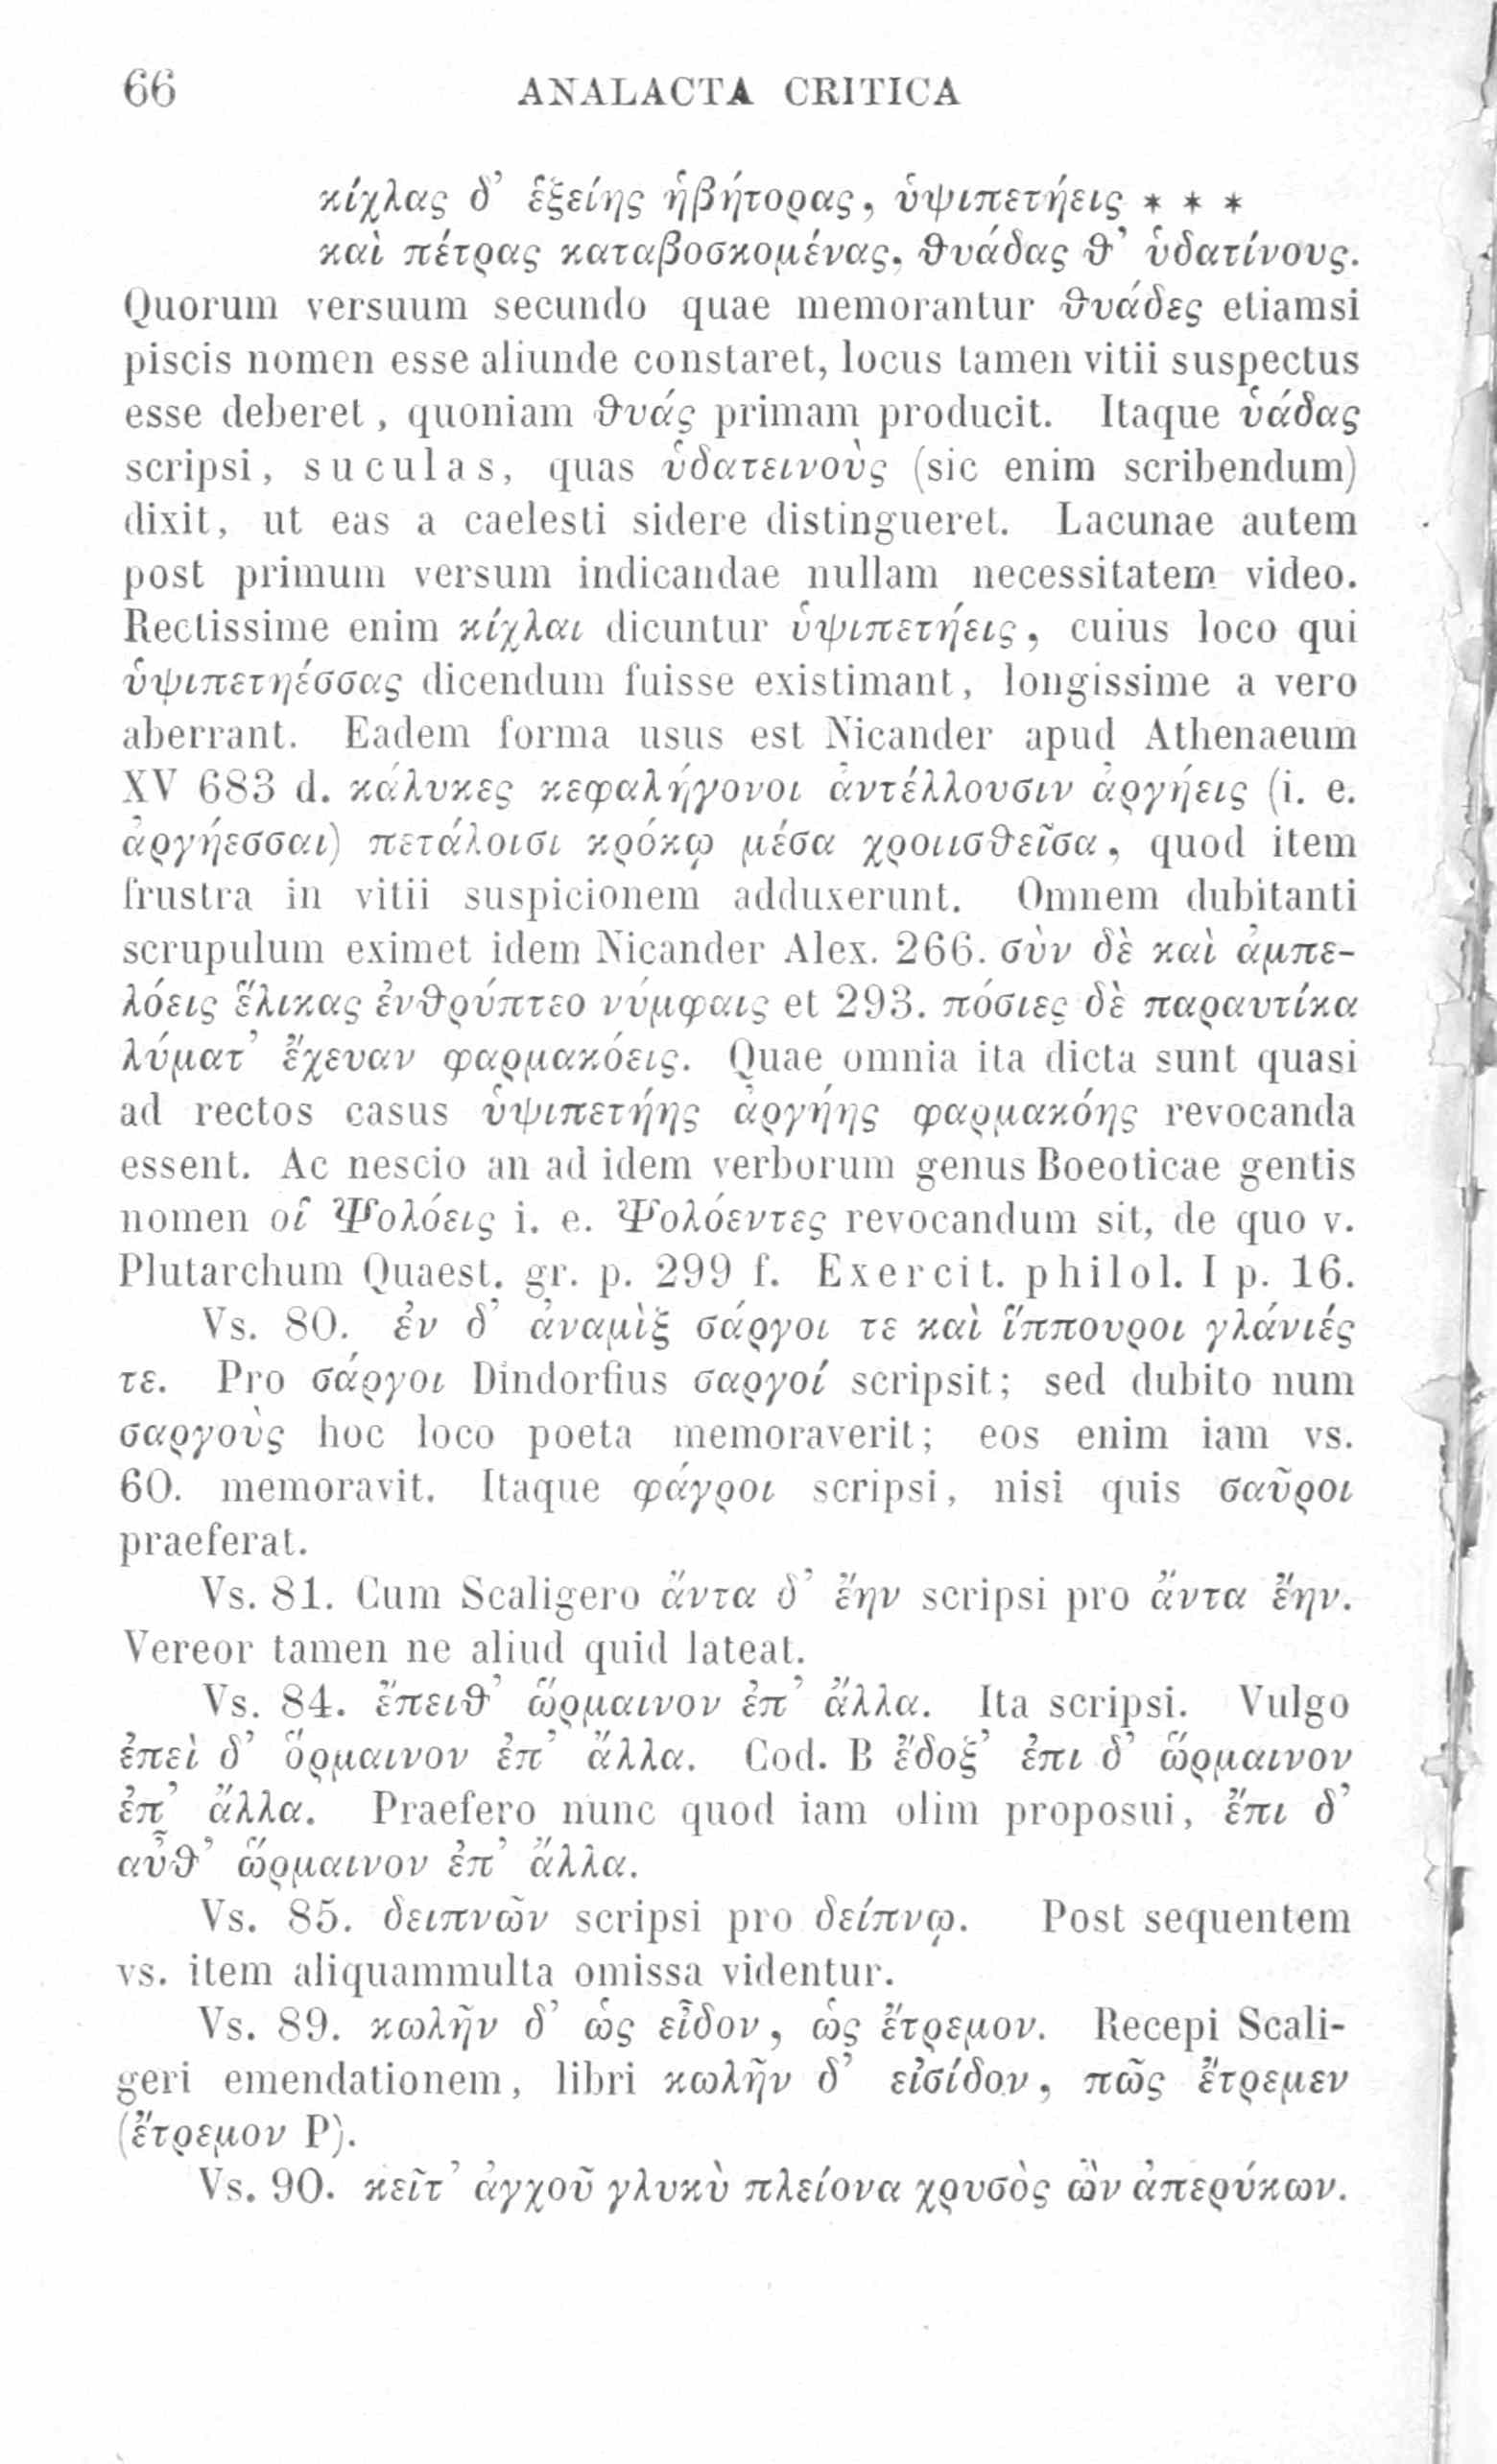 66 ANALACTA CRITICA
κίχλας δ᾽ ἑξείης ἡβήτορας, ὑψιπετήεις * * *
καὶ πέτρας καταβοσκομένας, θυάδας θ᾽ ὑδατίνους.
Quorum versuum secundo quae memorantur θυάδες etiamsi
piscis nomen esse aliunde constaret, locus tamen vitii suspectus
esse deberet, quoniam θυάς primam producit. Itaque ὑάδας
scripsi, suculas, quas ὑδατεινοὺς (sic enim scribendum)
dixit, ut eas a caelesti sidere distingueret. Lacunae autem
post primum versum indicandae nullam necessitatem video.
Rectissime enim κίχλαι dicuntur ὑψιπετήεις, cuius loco qui
ὑψιπετηέσσας dicendum fuisse existimant, longissime a vero
aberrant. Eadem forma usus est Nicander apud Athenaeum
XV 683 d. κάλυκες κεφαλήγονοι ἀντέλλουσιν ἀργήεις (i. e.
ἀργήεσσαι) πετάλοισι κρόκῳ μέσα χροιισθεῖσα, quod item
frustra in vitii suspicionem adduxerunt. Omnem dubitanti
scrupulum eximet idem Nicander Alex. 266. σὺν δὲ καὶ ἀμπε-
λόεις ἕλικας ἐνθρύπτεο νύμφαις et 293. πόσιες δὲ παραυτίκα
λύματ᾽ ἔχευαν φαρμακόεις. Quae omnia ita dicta sunt quasi
ad rectos casus ὑψιπετήης ἀργήης φαρμακόης revocanda
essent. Ac nescio an ad idem verborum genus Boeoticae gentis
nomen οἱ Ψολόεις i. e. Ψολόεντες revocandum sit, de quo v.
Plutarchum Quaest. gr. p. 299 f. Exercit. philol. I p. 16.
Vs. 80. ἐν δ᾽ ἀναμὶξ σάργοι τε καὶ ἵππουροι γλάνιές
τε. Pro σάργοι Dindorfius σαργοί scripsit; sed dubito num
σαργοὺς hoc loco poeta memoraverit; eos enim iam vs.
60. memoravit. Itaque φάγροι scripsi, nisi quis σαῦροι
praeferat.
Vs. 81. Cum Scaligero ἄντα δ᾽ ἔην scripsi pro ἄντα ἔην.
Vereor tamen ne aliud quid lateat.
Vs. 84. ἔπειθ᾽ ὥρμαινον ἐπ᾽ ἄλλα. Ita scripsi. Vulgo
ἐπεὶ δ᾽ ὅρμαινον ἐπ᾽ ἄλλα. Cod. B ἔδοξ᾽ ἐπι δ᾽ ὥρμαινον
ἐπ᾽ ἄλλα. Praefero nunc quod iam olim proposui, ἔπι δ᾽
αὖθ᾽ ὥρμαινον ἐπ᾽ ἄλλα.
Vs. 85. δειπνῶν scripsi pro δείπνῳ. Post sequentem
vs. item aliquammulta omissa videntur.
Vs. 89. κωλῆν δ᾽ ὡς εἶδον, ὡς ἔτρεμον. Recepi Scali-
geri emendationem, libri κωλῆν δ᾽ εἰσίδον, πῶς ἔτρεμεν
(ἔτρεμον P).
Vs. 90. κεῖτ᾽ ἀγχοῦ γλυκὺ πλείονα χρυσὸς ὢν ἀπερύκων.